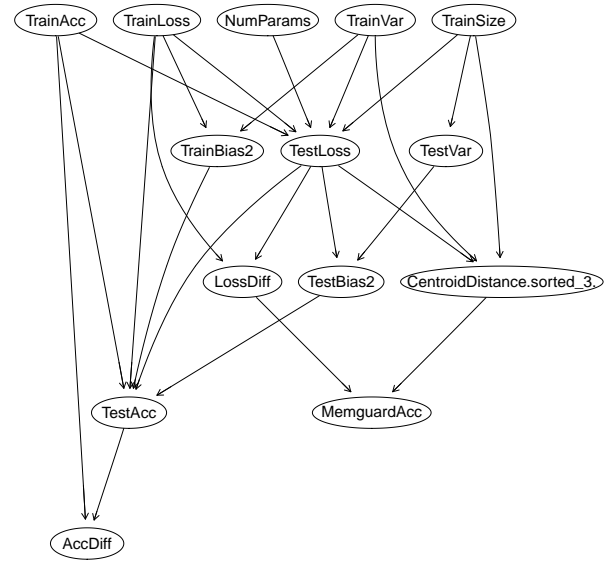 TrainAcc
TrainLoss
NumParams
TrainVar
TrainSize
TrainBias2
TestLoss
TestVar
LossDiff
TestBias2
CentroidDistance.sorted_3.
TestAcc
MemguardAcc
AccDiff